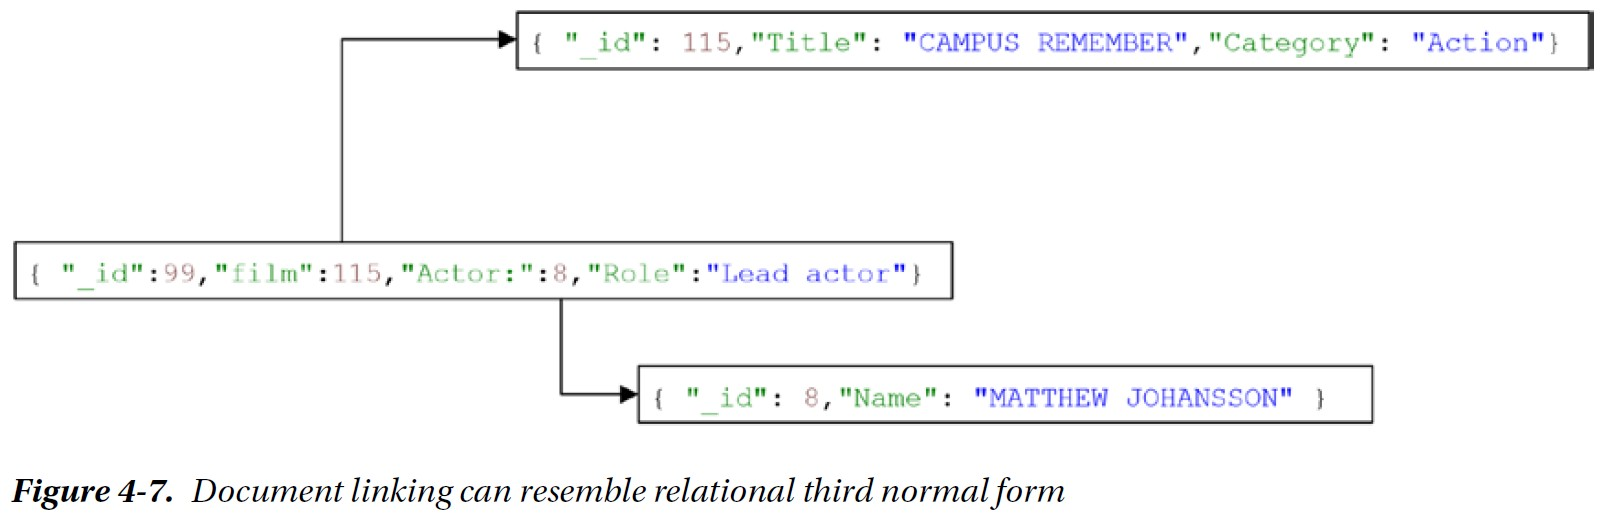 { "_id": 115,"Title": "CAMPUS REMEMBER","Category": "Action"}
{ "_id":99,"film":115,"Actor:":8,"Role":"Lead actor"}
{ "_id": 8,"Name": "MATTHEW JOHANSSON" }
Figure 4-7. Document linking can resemble relational third normal form